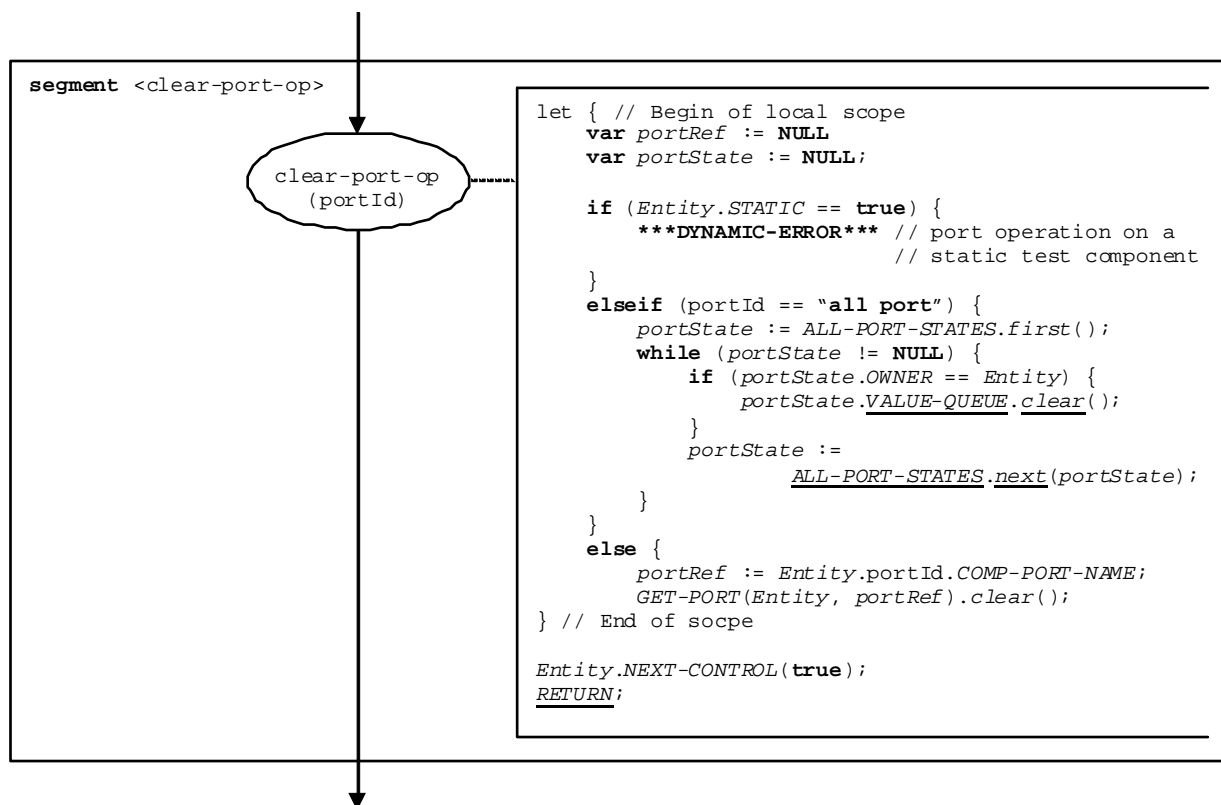 segment <clear-port-op>
clear-port-op
(portId)
let { // Begin of local scope
var portRef := NULL
var portState := NULL;
if (Entity.STATIC == true) {
***DYNAMIC-ERROR*** // port operation on a
// static test component
}
elseif (portId == “all port”) {
portState := ALL-PORT-STATES.first();
while (portState != NULL) {
if (portState.OWNER == Entity) {
portState.VALUE-QUEUE.clear();
}
portState :=
ALL-PORT-STATES.next(portState);
}
}
else {
portRef := Entity.portId.COMP-PORT-NAME;
GET-PORT(Entity, portRef).clear();
} // End of socpe
Entity.NEXT-CONTROL(true);
RETURN;